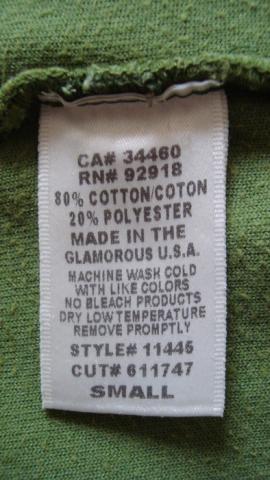 CA# 34460
RN# 92918
80% COTTON/COTON
20% POLYESTER
MADE IN THE
GLAMOROUS U.S.A.
MACHINE WASH COLD
WITH LIKE COLORS
NO BLEACH PRODUCTS
DRY LOW TEMPERATURE
REMOVE PROMPTLY
STYLE# 11445
CUT# 611747
SMALL